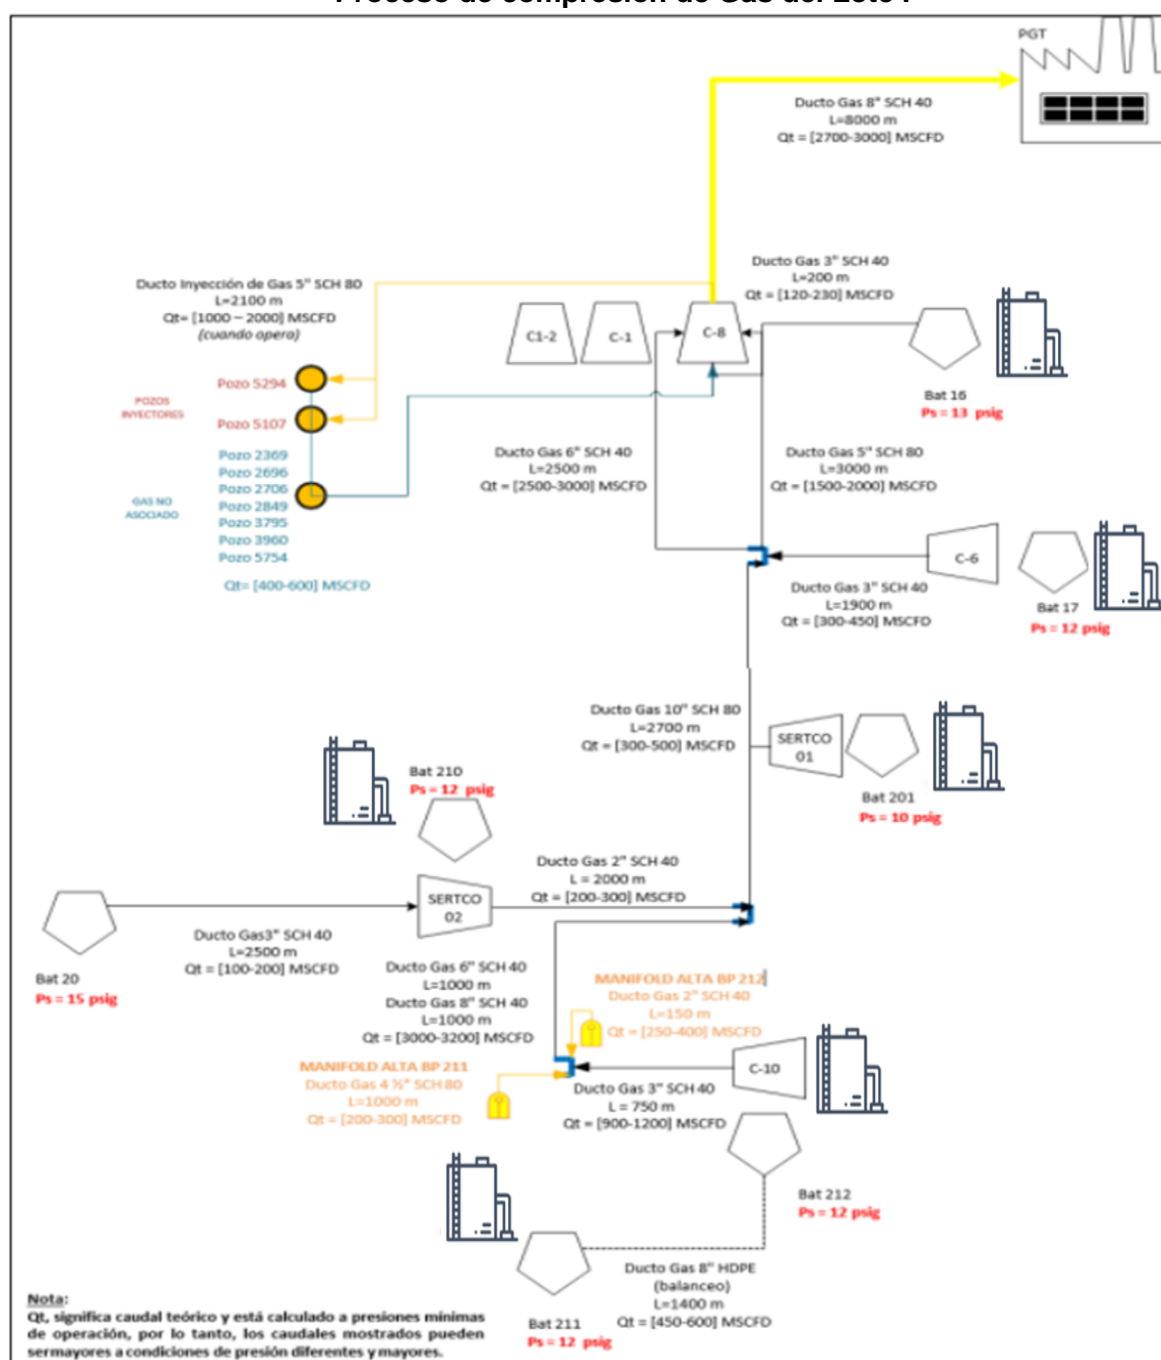 Proceso de compresión de Gas del Lote I
PGT
Ducto Gas 8" SCH 40
L=8000 m
Qt = [2700-3000] MSCFD
Ducto Gas 3" SCH 40
L=200 m
Qt = [120-230] MSCFD
Ducto Inyección de Gas 5" SCH 80
L=2100 m
Qt= [1000 – 2000] MSCFD
(cuando opera)
C1-2
C-1
C-8
Bat 16
Ps = 13 psig
Pozo 5294
POZOS
INYECTORES
Pozo 5107
Pozo 2369
Pozo 2696
Pozo 2706
GAS NO
ASOCIADO
Pozo 2849
Pozo 3795
Pozo 3960
Pozo 5754
Qt= [400-600] MSCFD
Ducto Gas 6" SCH 40
L=2500 m
Qt = [2500-3000] MSCFD
Ducto Gas 5" SCH 80
L=3000 m
Qt = [1500-2000] MSCFD
C-6
Ducto Gas 3" SCH 40
L=1900 m
Qt = [300-450] MSCFD
Bat 17
Ps = 12 psig
Ducto Gas 10" SCH 80
L=2700 m
Qt = [300-500] MSCFD
SERTCO
01
Bat 201
Ps = 10 psig
Bat 210
Ps = 12 psig
Ducto Gas 2" SCH 40
L = 2000 m
Qt = [200-300] MSCFD
SERTCO
02
Ducto Gas3" SCH 40
L=2500 m
Qt = [100-200] MSCFD
Bat 20
Ps = 15 psig
Ducto Gas 6" SCH 40
L=1000 m
Ducto Gas 8" SCH 40
L=1000 m
Qt = [3000-3200] MSCFD
MANIFOLD ALTA BP 212
Ducto Gas 2" SCH 40
L=150 m
Qt = [250-400] MSCFD
MANIFOLD ALTA BP 211
Ducto Gas 4 ½" SCH 80
L=1000 m
Qt = [200-300] MSCFD
C-10
Ducto Gas 3" SCH 40
L = 750 m
Qt = [900-1200] MSCFD
Bat 212
Ps = 12 psig
Ducto Gas 8" HDPE
(balanceo)
L=1400 m
Qt = [450-600] MSCFD
Bat 211
Ps = 12 psig
Nota:
Qt, significa caudal teórico y está calculado a presiones mínimas
de operación, por lo tanto, los caudales mostrados pueden
sermayores a condiciones de presión diferentes y mayores.